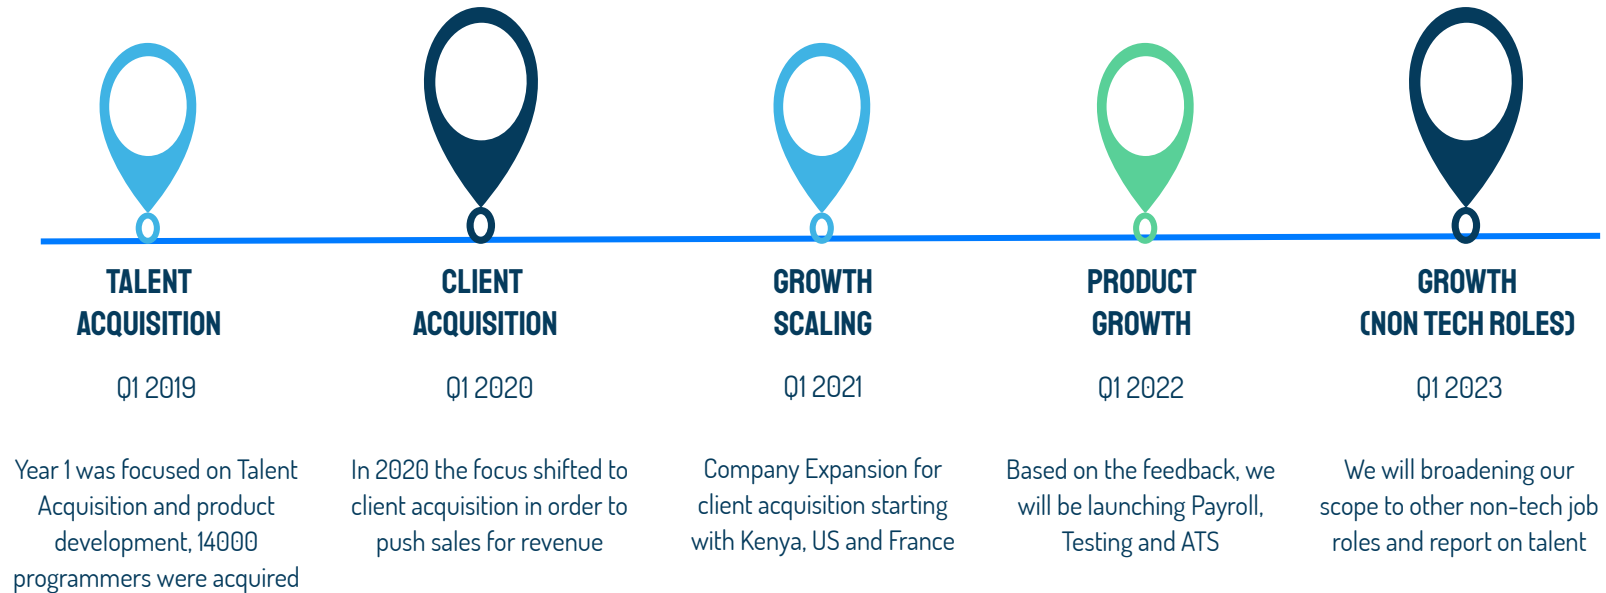 TALENT
ACQUISITION
Q1 2019
Year 1 was focused on Talent
Acquisition and product
development, 14000
programmers were acquired
CLIENT
ACQUISITION
Q1 2020
In 2020 the focus shifted to
client acquisition in order to
push sales for revenue
GROWTH
SCALING
Q1 2021
Company Expansion for
client acquisition starting
with Kenya, US and France
PRODUCT
GROWTH
Q1 2022
Based on the feedback, we
will be launching Payroll,
Testing and ATS
GROWTH
(NON TECH ROLES)
Q1 2023
We will broadening our
scope to other non-tech job
roles and report on talent